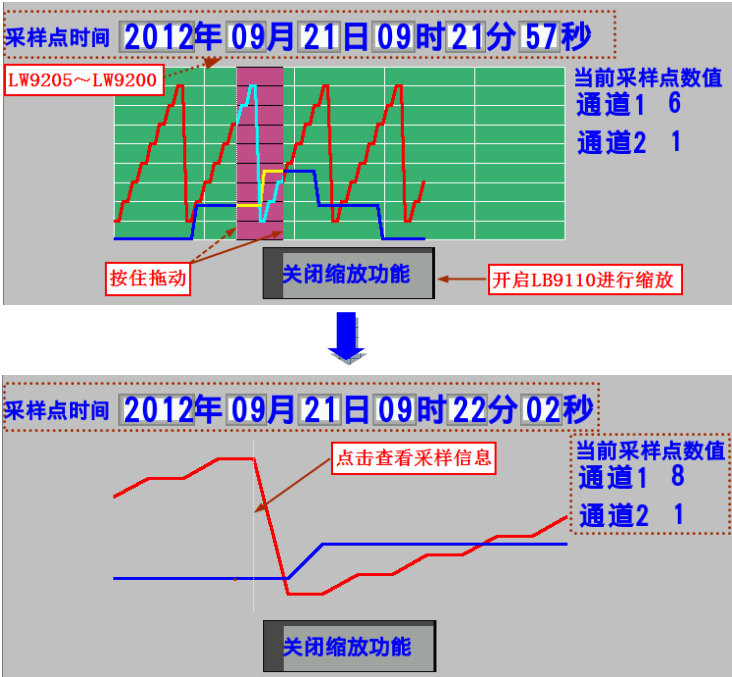 采样点时间 2012年 09月 21日 09时 21分 57秒
LW9205～LW9200
当前采样点数值
通道1 6
通道2 1
按住拖动
关闭缩放功能
开启LB9110进行缩放
采样点时间 2012年 09月 21日 09时 22分 02秒
点击查看采样信息
当前采样点数值
通道1 8
通道2 1
关闭缩放功能